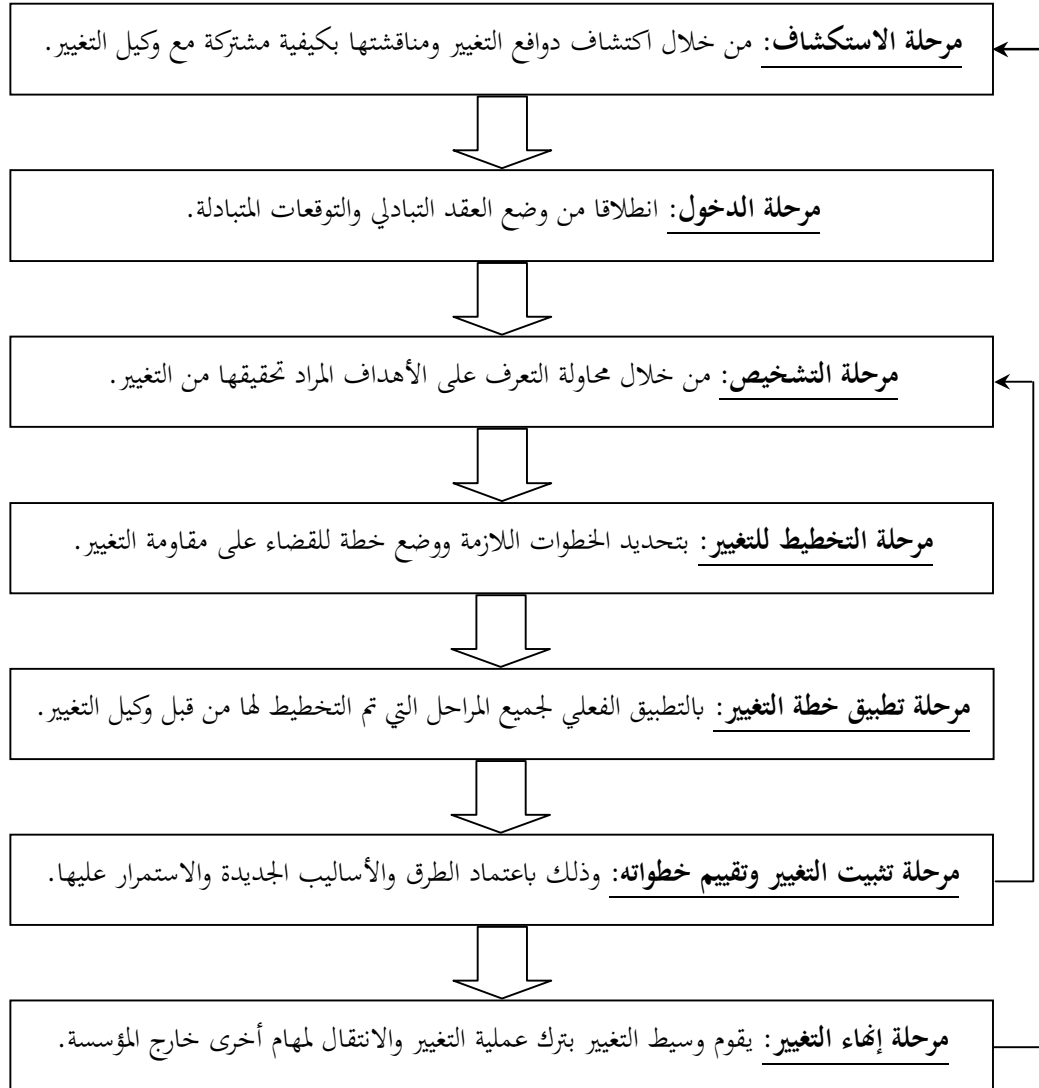 مرحلة الاستكشاف: من خلال اكتشاف دوافع التغيير ومناقشتها بكيفية مشتركة مع وكيل التغيير.
مرحلة الدخول: انطلاقا من وضع العقد التبادلي والتوقعات المتبادلة.
مرحلة التشخيص: من خلال محاولة التعرف على الأهداف المراد تحقيقها من التغيير.
مرحلة التخطيط للتغيير: بتحديد الخطوات اللازمة ووضع خطة للقضاء على مقاومة التغيير.
مرحلة تطبيق خطة التغيير: بالتطبيق الفعلي لجميع المراحل التي تم التخطيط لها من قبل وكيل التغيير.
مرحلة تثبيت التغيير وتقييم خطواته: وذلك باعتماد الطرق والأساليب الجديدة والاستمرار عليها.
مرحلة إنهاء التغيير: يقوم وسيط التغيير بترك عملية التغيير والانتقال لمهام أخرى خارج المؤسسة.